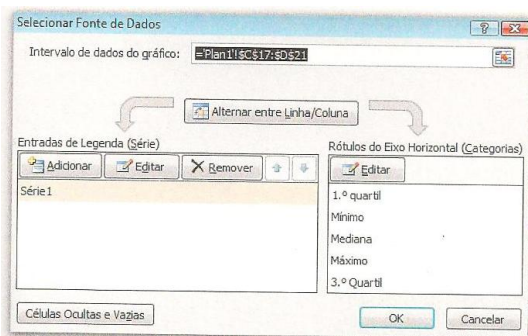 Selecionar Fonte de Dados
Intervalo de dados do gráfico: ='Plan1'!$C$17:$D$21
Alternar entre Linha/Coluna
Entradas de Legenda (Série)
Adicionar Editar Remover
Série1
Rótulos do Eixo Horizontal (Categorias)
Editar
1.º quartil
Mínimo
Mediana
Máximo
3.º Quartil
Células Ocultas e Vazias
OK Cancelar